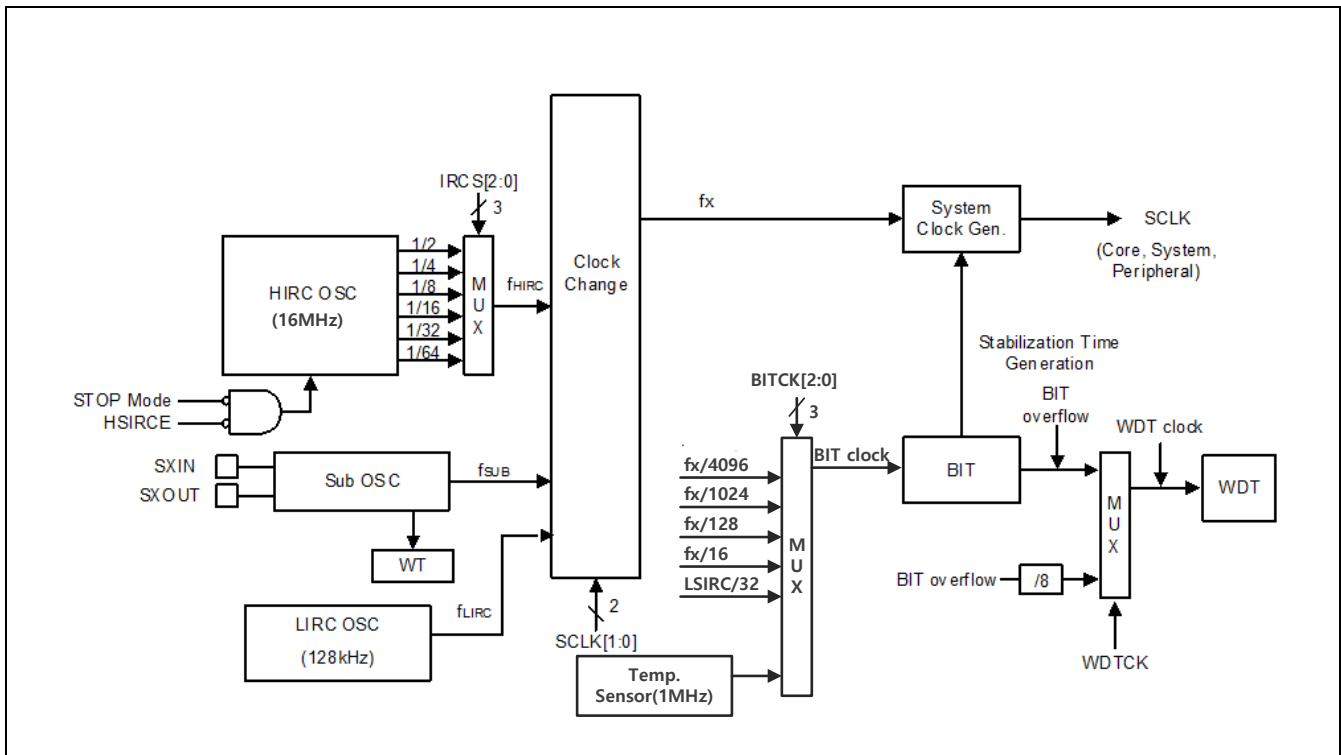 IRCS[2:0]
3
HIRC OSC
(16MHz)
1/2
1/4
1/8
1/16
1/32
1/64
M
U
X
fHIRC
STOP Mode
HSIRCE
SXIN
SXOUT
Sub OSC
fSUB
WT
LIRC OSC
(128kHz)
fLIRC
Clock
Change
2
SCLK[1:0]
fx
System
Clock Gen.
SCLK
(Core, System,
Peripheral)
Stabilization Time
Generation
BIT
overflow
BITCK[2:0]
3
fx/4096
fx/1024
fx/128
fx/16
LSIRC/32
M
U
X
Temp.
Sensor(1MHz)
BIT clock
BIT
WDT clock
M
U
X
WDT
BIT overflow
/8
WDTCK